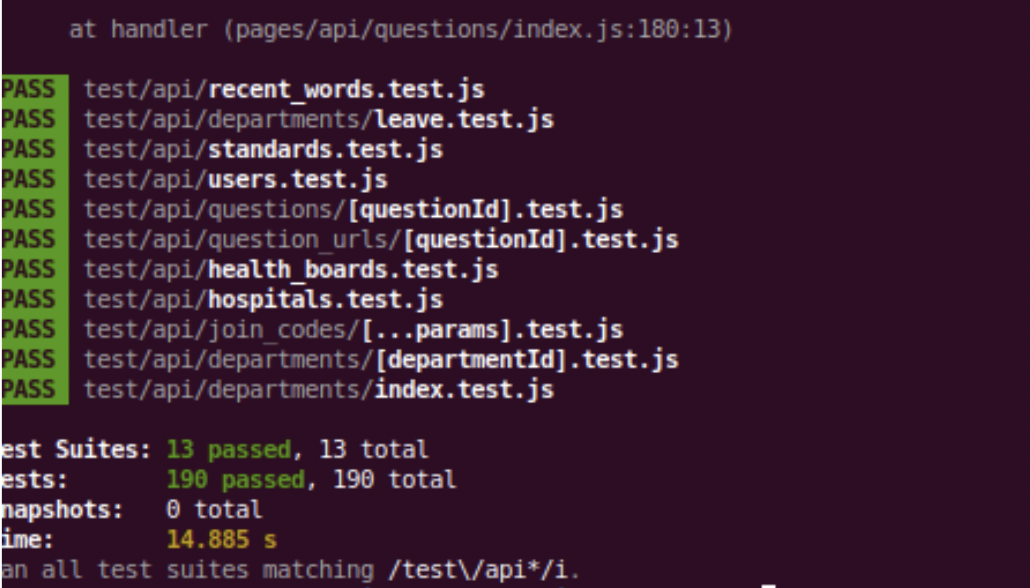 at handler (pages/api/questions/index.js:180:13)
PASS test/api/recent_words.test.js
PASS test/api/departments/leave.test.js
PASS test/api/standards.test.js
PASS test/api/users.test.js
PASS test/api/questions/[questionId].test.js
PASS test/api/question_urls/[questionId].test.js
PASS test/api/health_boards.test.js
PASS test/api/hospitals.test.js
PASS test/api/join_codes/[...params].test.js
PASS test/api/departments/[departmentId].test.js
PASS test/api/departments/index.test.js
est Suites: 13 passed, 13 total
ests: 190 passed, 190 total
napshots: 0 total
ime: 14.885 s
an all test suites matching /test\/api*/i.